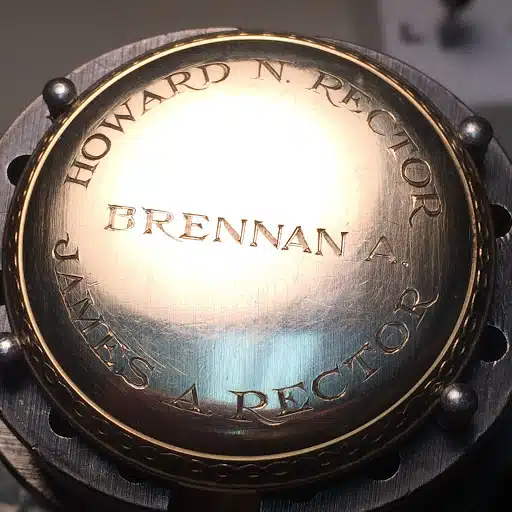 HOWARD N. RECTOR
BRENNAN A.
JAMES A RECTOR